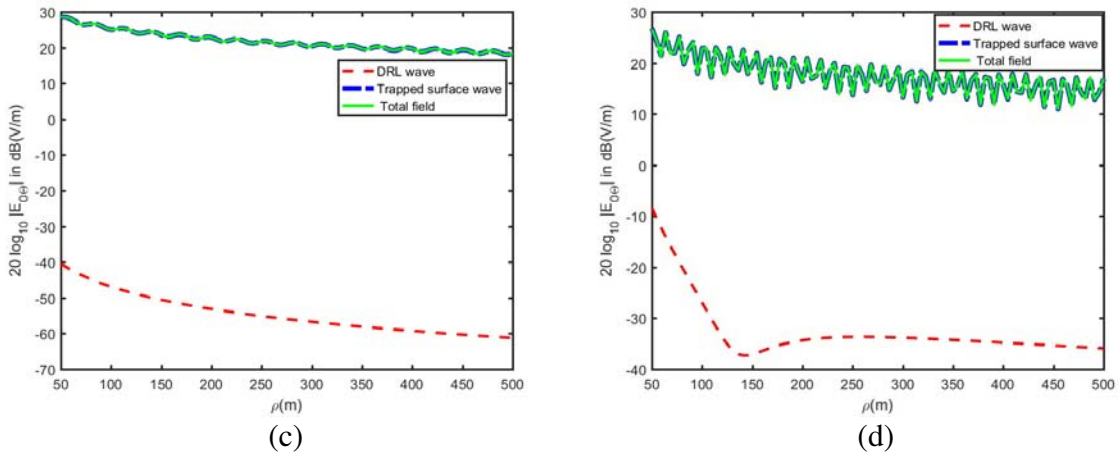 30
20
10
0
-10
-20
-30
-40
-50
-60
-70
20 log10 |E0Θ| in dB(V/m)
DRL wave
Trapped surface wave
Total field
50 100 150 200 250 300 350 400 450 500
ρ(m)
(c)
30
20
10
0
-10
-20
-30
-40
20 log10 |E0Θ| in dB(V/m)
DRL wave
Trapped surface wave
Total field
50 100 150 200 250 300 350 400 450 500
ρ(m)
(d)